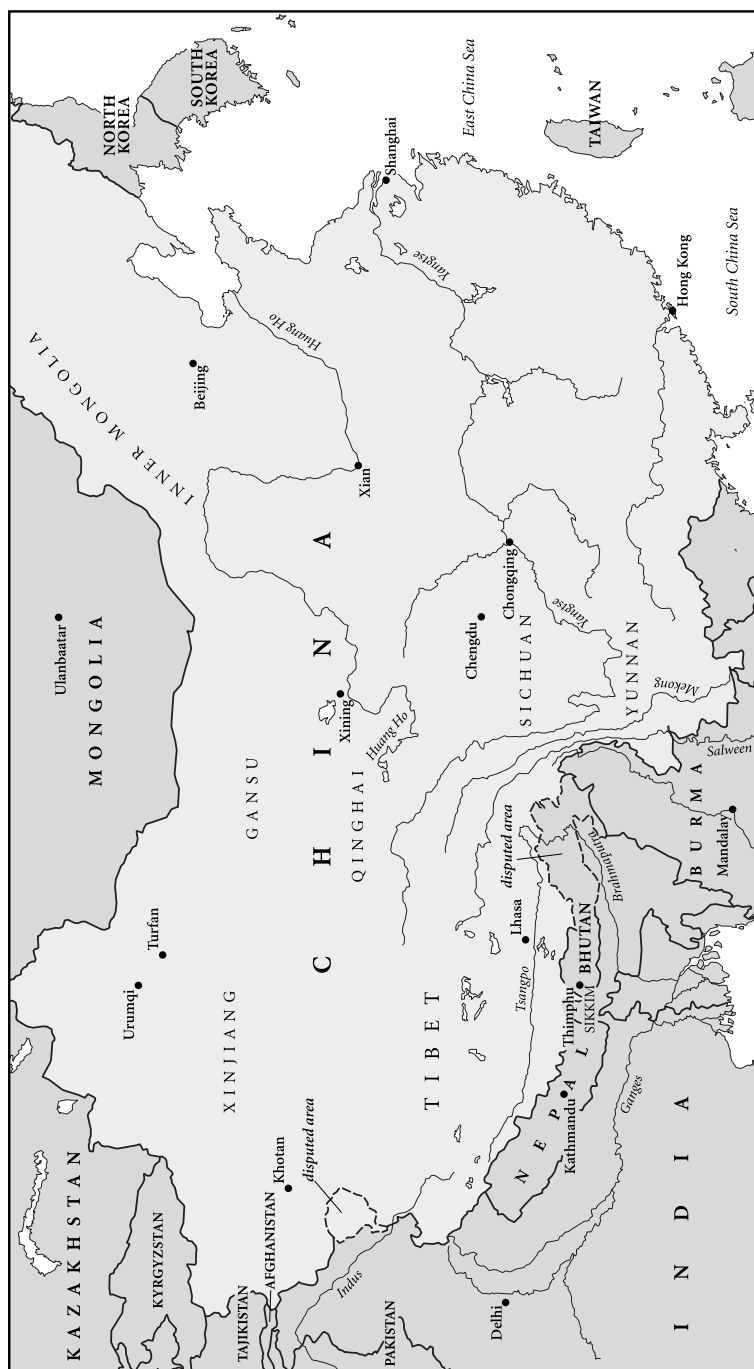 KAZAKHSTAN
KYRGYZSTAN
TAJIKISTAN
AFGHANISTAN
PAKISTAN
Indus
Delhi
INDIA
Khotan
disputed area
XINJIANG
Urumqi
Turfan
TIBET
NEPAL
Kathmandu
Ganges
Thimphu
SIKKIM
BHUTAN
Tsangpo
Lhasa
disputed area
Brahmaputra
BURMA
Mandalay
Salween
Mekong
CHINA
MONGOLIA
Ulanbaatar
GANSU
QINGHAI
Xining
Huang Ho
SICHUAN
YUNNAN
Chengdu
Chongqing
Yangtse
Xian
INNER MONGOLIA
Beijing
Huang Ho
Yangtse
Shanghai
Hong Kong
NORTH
KOREA
SOUTH
KOREA
East China Sea
TAIWAN
South China Sea